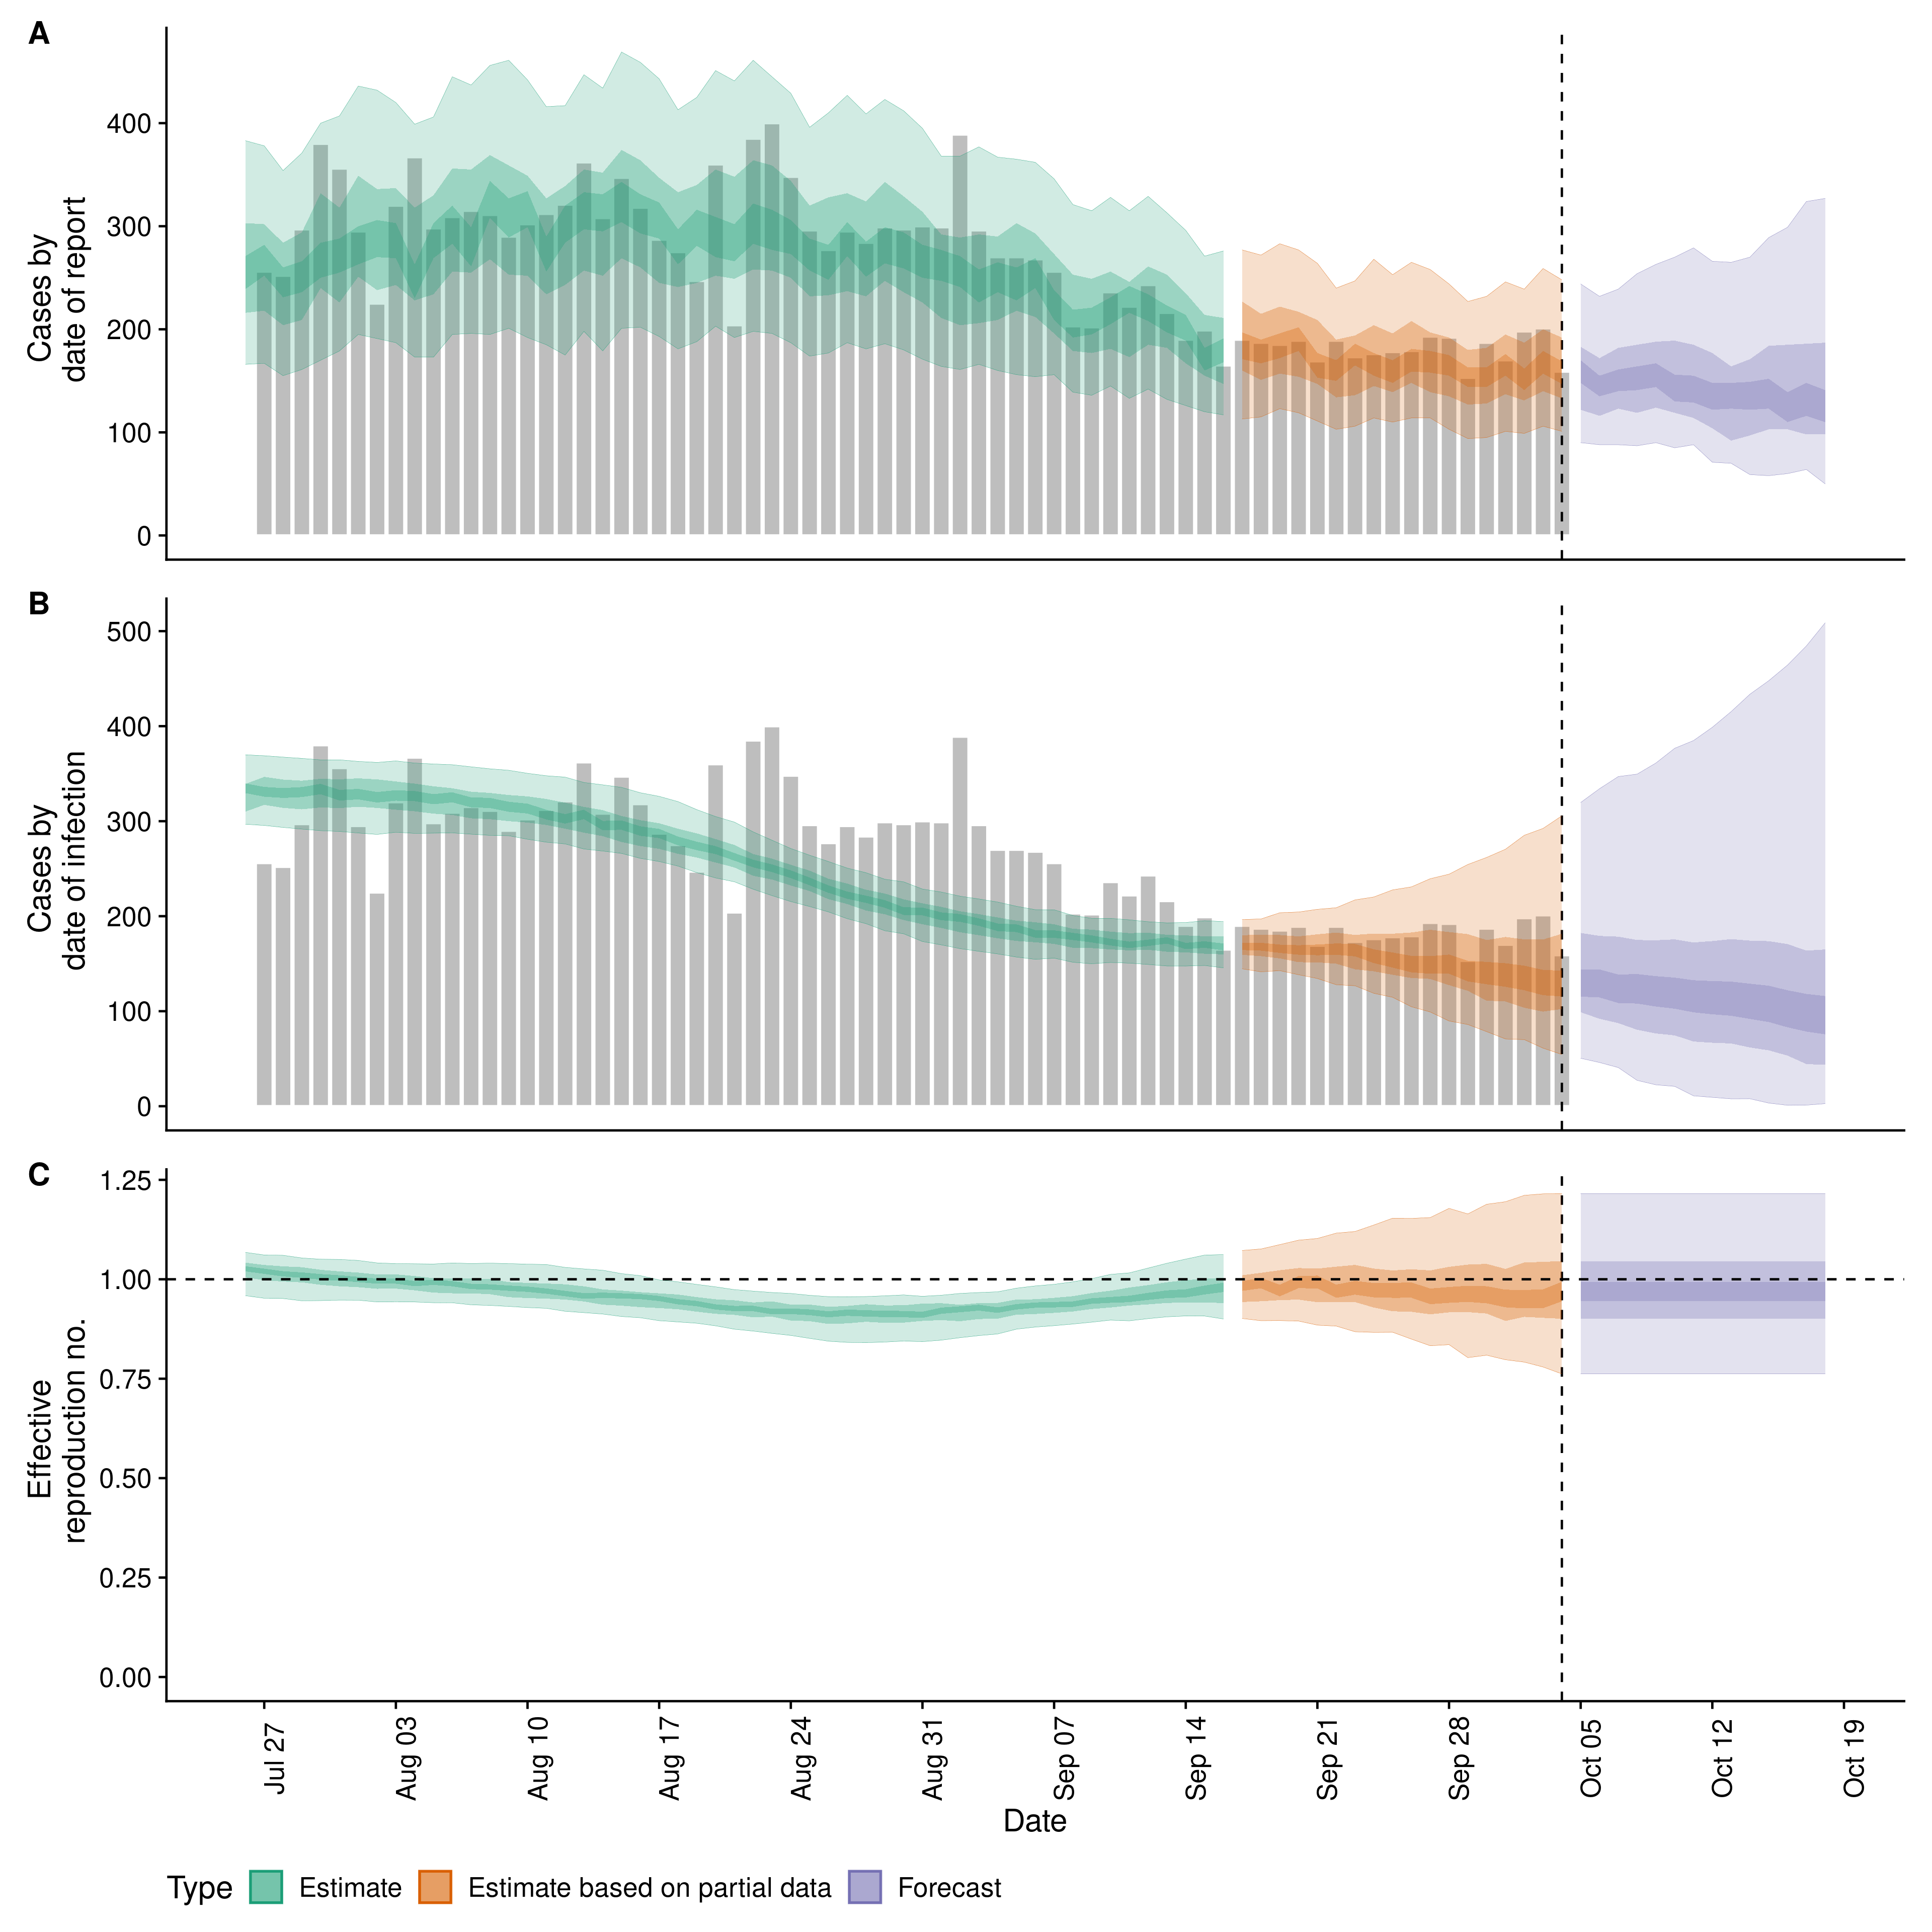 A
Cases by
date of report
400
300
200
100
0
B
Cases by
date of infection
500
400
300
200
100
0
C
Effective
reproduction no.
1.25
1.00
0.75
0.50
0.25
0.00
Jul 27
Aug 03
Aug 10
Aug 17
Aug 24
Aug 31
Sep 07
Sep 14
Sep 21
Sep 28
Oct 05
Oct 12
Oct 19
Date
Type Estimate Estimate based on partial data Forecast